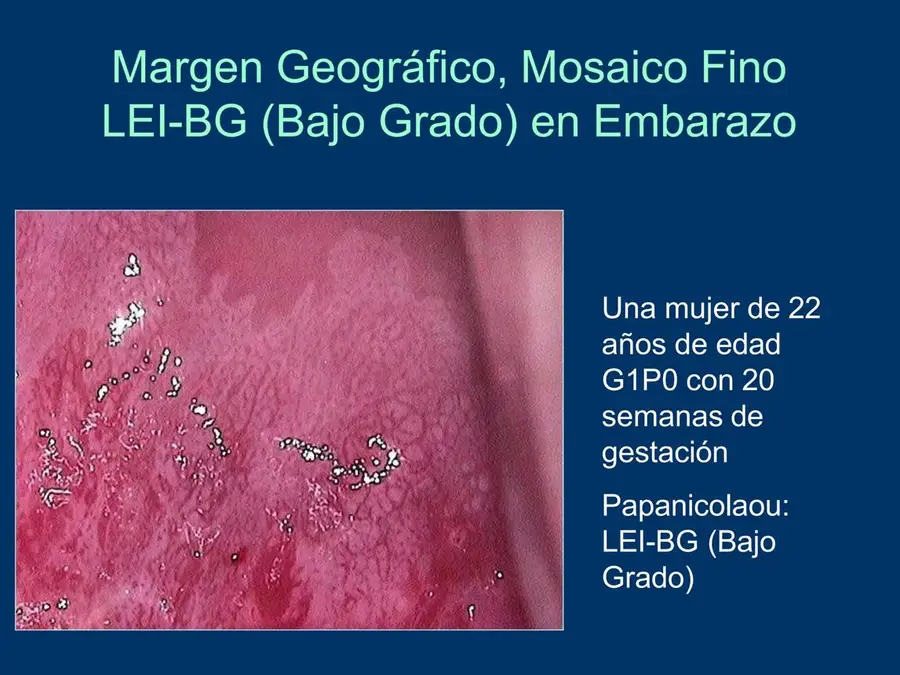 Margen Geográfico, Mosaico Fino
LEI-BG (Bajo Grado) en Embarazo
Una mujer de 22
años de edad
G1P0 con 20
semanas de
gestación
Papanicolaou:
LEI-BG (Bajo
Grado)